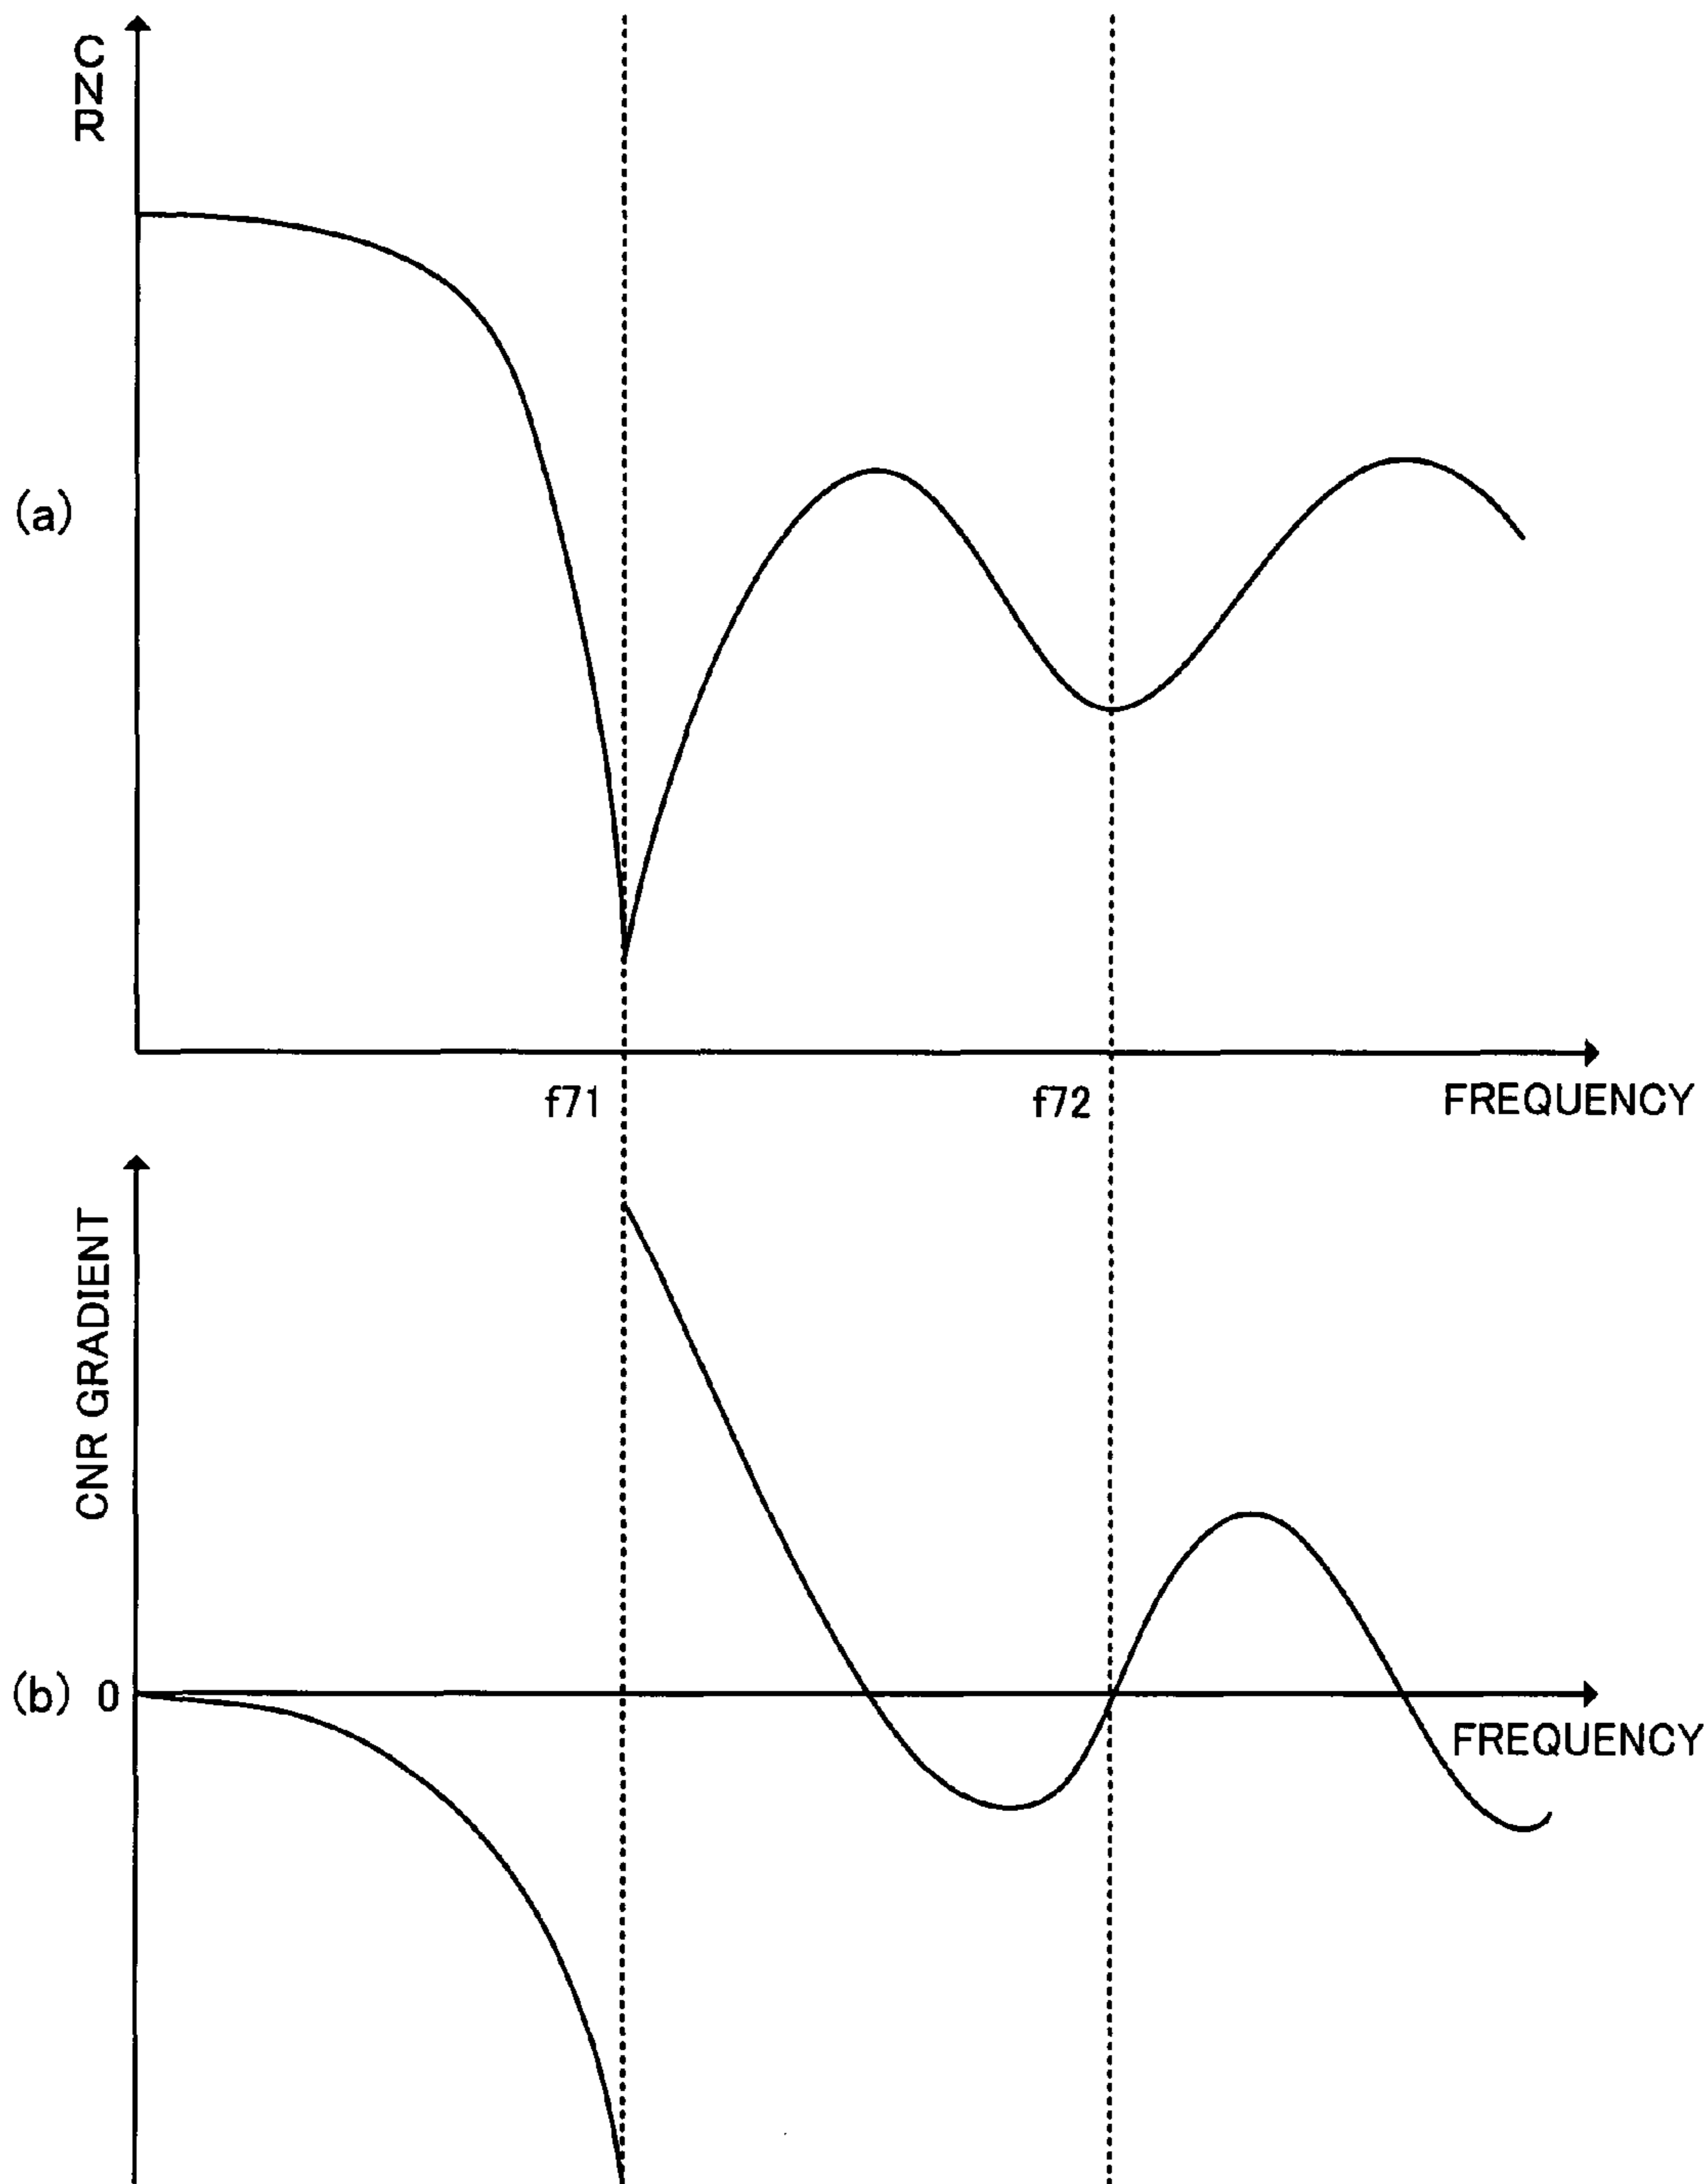 CNR
(a)
f71 f72 FREQUENCY
CNR GRADIENT
(b) 0
FREQUENCY